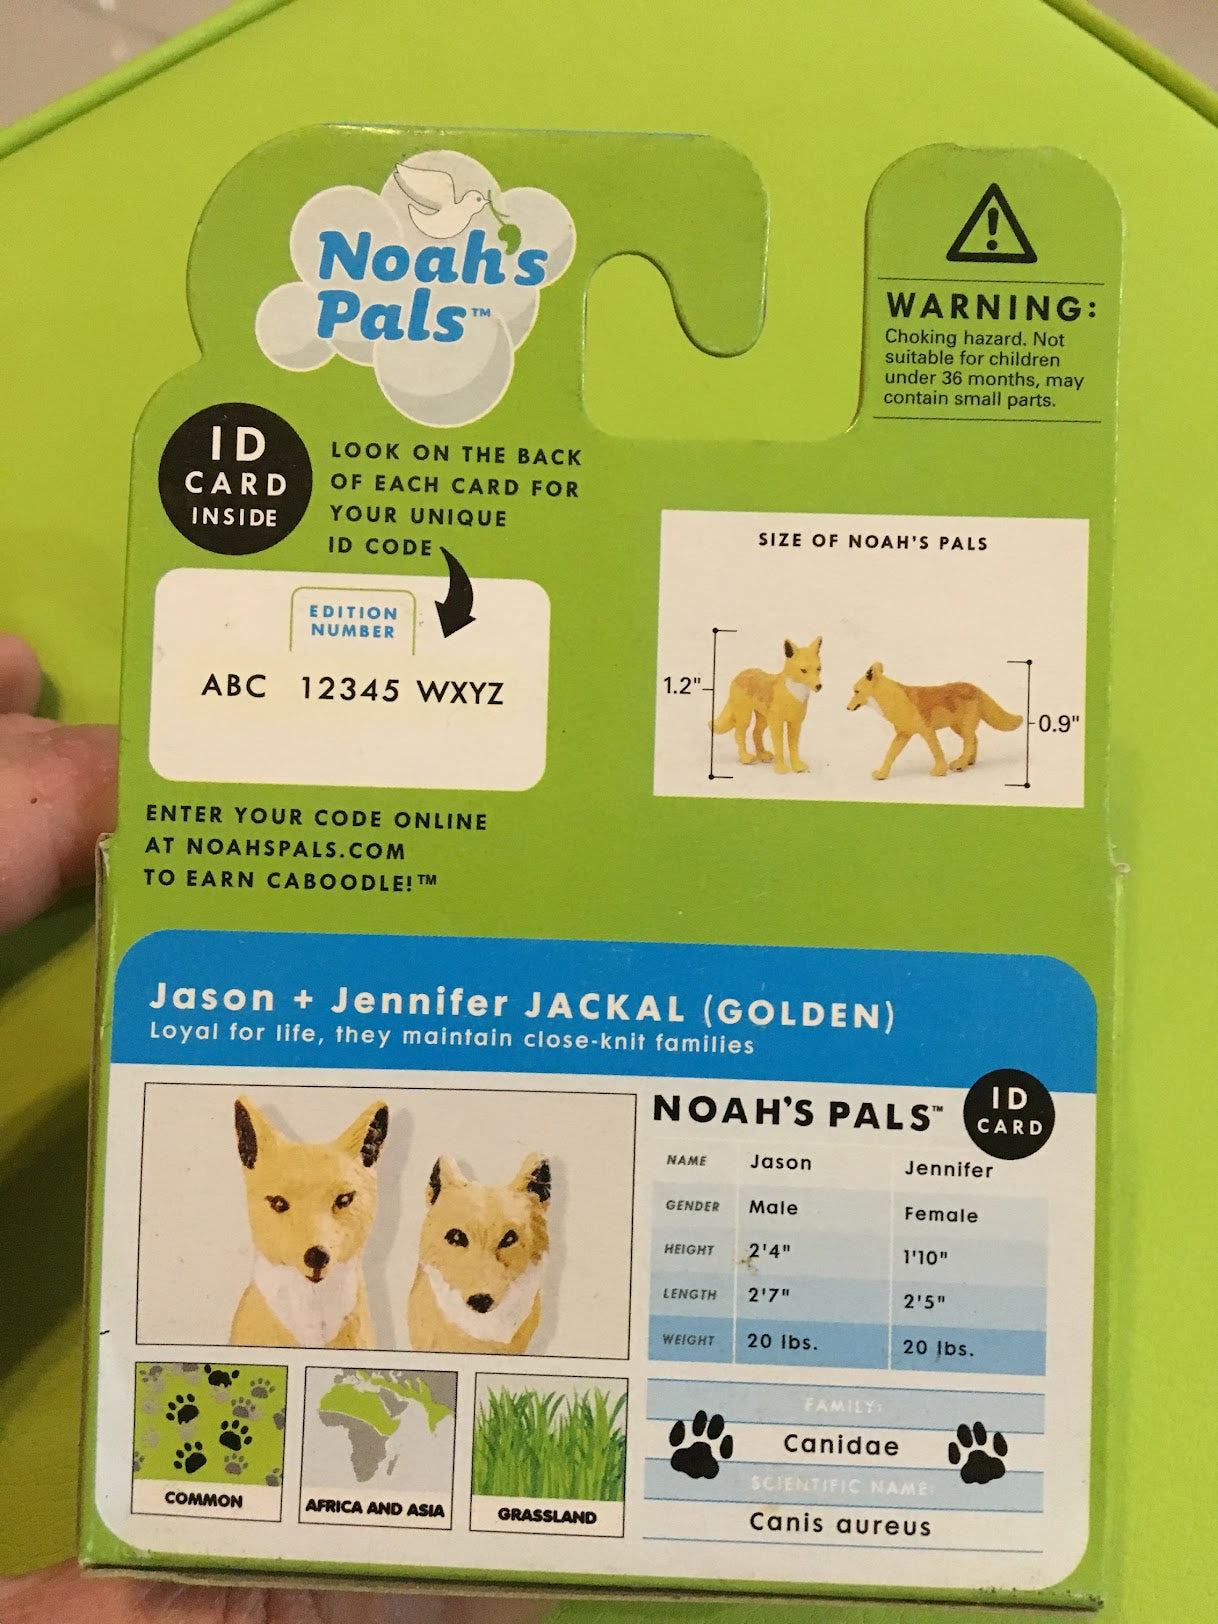 Noah's
Pals™
WARNING:
Choking hazard. Not
suitable for children
under 36 months, may
contain small parts.
ID
CARD
INSIDE
LOOK ON THE BACK
OF EACH CARD FOR
YOUR UNIQUE
ID CODE
EDITION
NUMBER
ABC 12345 WXYZ
SIZE OF NOAH'S PALS
1.2"
0.9"
ENTER YOUR CODE ONLINE
AT NOAHSPALS.COM
TO EARN CABOODLE!™
Jason + Jennifer JACKAL (GOLDEN)
Loyal for life, they maintain close-knit families
NOAH'S PALS™
ID
CARD
NAME Jason Jennifer
GENDER Male Female
HEIGHT 2'4" 1'10"
LENGTH 2'7" 2'5"
WEIGHT 20 lbs. 20 lbs.
FAMILY:
Canidae
SCIENTIFIC NAME:
Canis aureus
COMMON
AFRICA AND ASIA
GRASSLAND